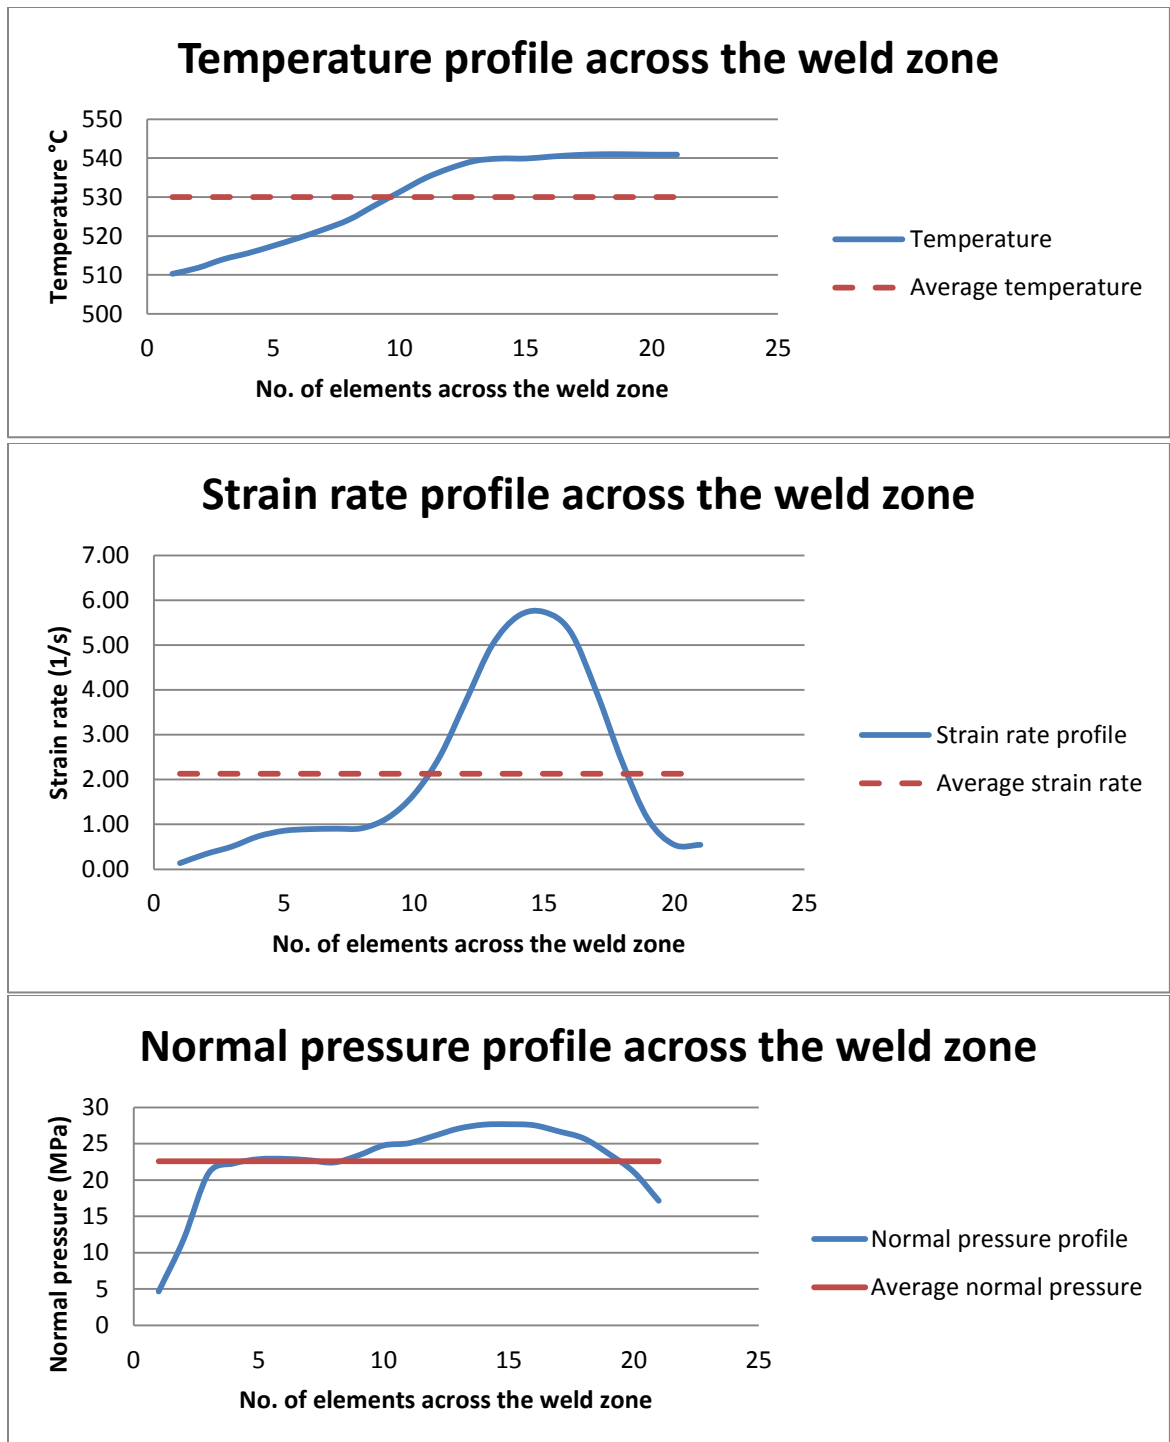 Temperature profile across the weld zone
Temperature °C
550
540
530
520
510
500
0 5 10 15 20 25
No. of elements across the weld zone
Temperature
Average temperature
Strain rate profile across the weld zone
Strain rate (1/s)
7.00
6.00
5.00
4.00
3.00
2.00
1.00
0.00
0 5 10 15 20 25
No. of elements across the weld zone
Strain rate profile
Average strain rate
Normal pressure profile across the weld zone
Normal pressure (MPa)
30
25
20
15
10
5
0
0 5 10 15 20 25
No. of elements across the weld zone
Normal pressure profile
Average normal pressure